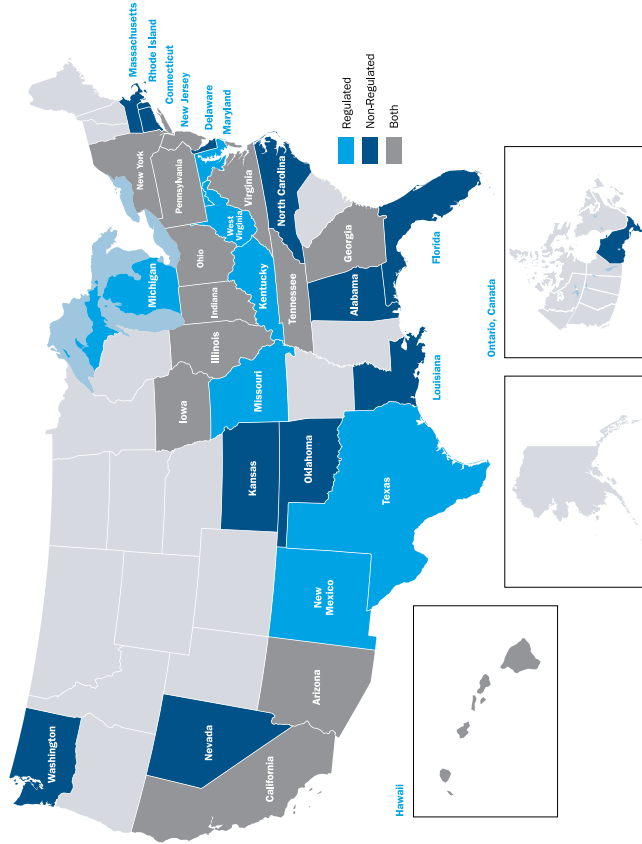 Massachusetts
Rhode Island
Connecticut
New Jersey
Delaware
Maryland
Regulated
Non-Regulated
Both
Washington
Nevada
California
Arizona
New
Mexico
Texas
Kansas
Oklahoma
Iowa
Missouri
Louisiana
Illinois
Michigan
Indiana
Ohio
Kentucky
Tennessee
Alabama
Georgia
Florida
New York
Pennsylvania
West
Virginia
Virginia
North Carolina
Hawaii
Ontario, Canada